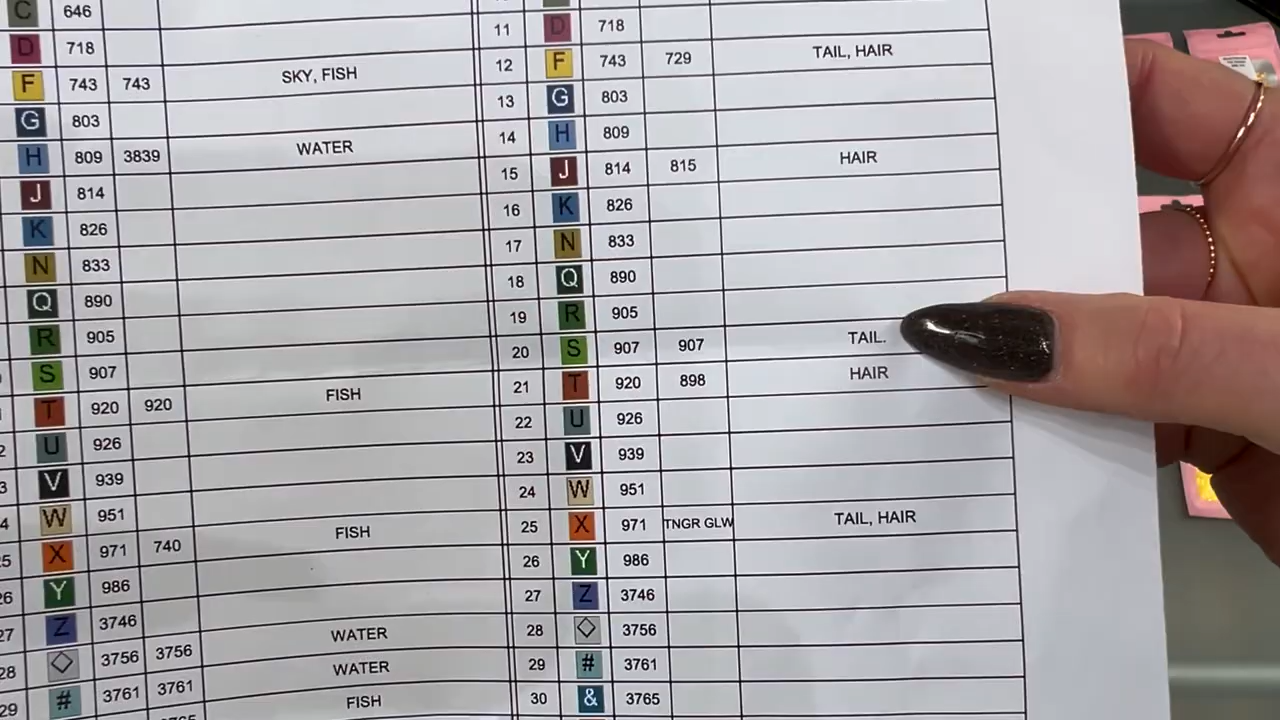 C 646
D 718
F 743 743 SKY, FISH
G 803
H 809 3839 WATER
J 814
K 826
N 833
Q 890
R 905
S 907
T 920 920 FISH
U 926
V 939
W 951
X 971 740 FISH
Y 986
Z 3746
28 ◇ 3756 3756 WATER
29 # 3761 3761 WATER
FISH
11 D 718
12 F 743 729 TAIL, HAIR
13 G 803
14 H 809
15 J 814 815 HAIR
16 K 826
17 N 833
18 Q 890
19 R 905
20 S 907 907 TAIL.
21 T 920 898 HAIR
22 U 926
23 V 939
24 W 951
25 X 971 TNGR GLW TAIL, HAIR
26 Y 986
27 Z 3746
28 ◇ 3756
29 # 3761
30 & 3765